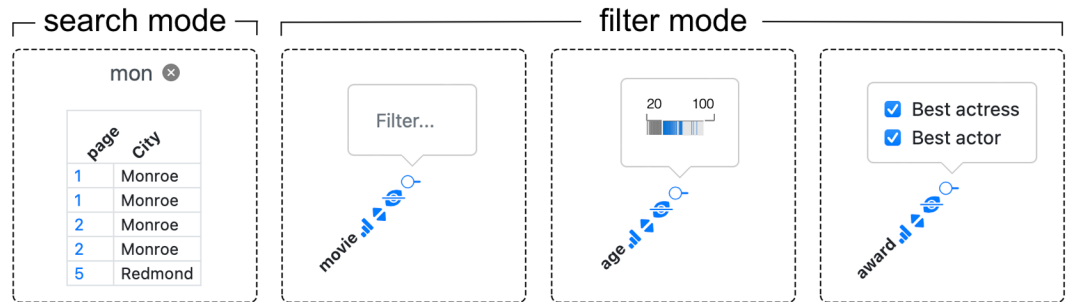 search mode
filter mode
mon
page City
1 Monroe
1 Monroe
2 Monroe
2 Monroe
5 Redmond
Filter...
movie
20 100
age
Best actress
Best actor
award